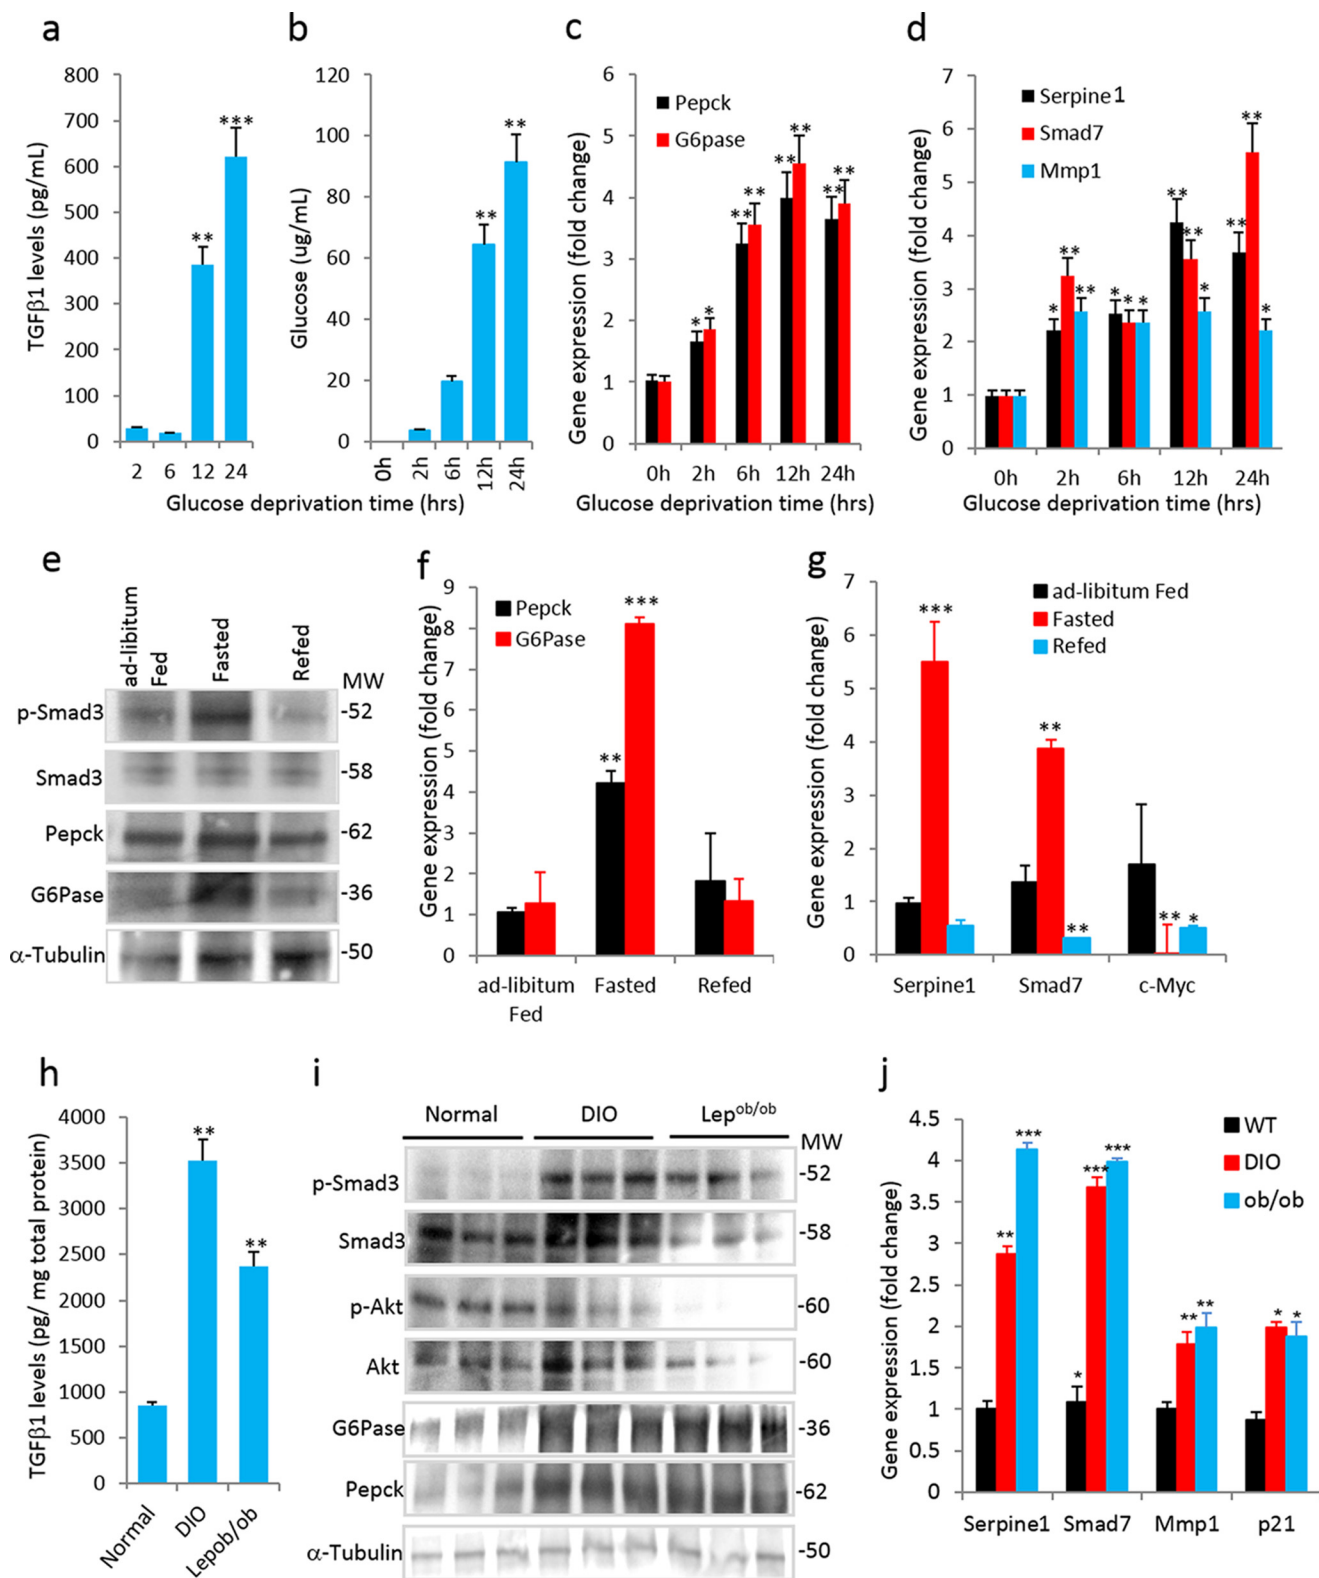 a
TGFβ1 levels (pg/mL)
800
700
600
500
400
300
200
100
0
**
***
2 6 12 24
b
Glucose (ug/mL)
120
100
80
60
40
20
0
**
**
0h 2h 6h 12h 24h
Glucose deprivation time (hrs)
c
Gene expression (fold change)
6
5
4
3
2
1
0
Pepck
G6pase
* *
** **
** **
** **
0h 2h 6h 12h 24h
Glucose deprivation time (hrs)
d
Gene expression (fold change)
7
6
5
4
3
2
1
0
Serpine1
Smad7
Mmp1
* ** **
* * *
** ** *
** ** *
0h 2h 6h 12h 24h
Glucose deprivation time (hrs)
e
ad-libitum
Fed
Fasted
Refed
MW
p-Smad3 -52
Smad3 -58
Pepck -62
G6Pase -36
α-Tubulin -50
f
Gene expression (fold change)
9
8
7
6
5
4
3
2
1
0
Pepck
G6Pase
** ***
ad-libitum Fasted Refed
Fed
g
Gene expression (fold change)
7
6
5
4
3
2
1
0
ad-libitum Fed
Fasted
Refed
***
** **
** *
Serpine1 Smad7 c-Myc
h
TGFβ1 levels (pg/ mg total protein)
4000
3500
3000
2500
2000
1500
1000
500
0
**
**
Normal DIO Lepob/ob
i
Normal DIO Lepob/ob
MW
p-Smad3 -52
Smad3 -58
p-Akt -60
Akt -60
G6Pase -36
Pepck -62
α-Tubulin -50
j
Gene expression (fold change)
4.5
4
3.5
3
2.5
2
1.5
1
0.5
0
WT
DIO
ob/ob
** ***
* *** ***
** **
* *
Serpine1 Smad7 Mmp1 p21